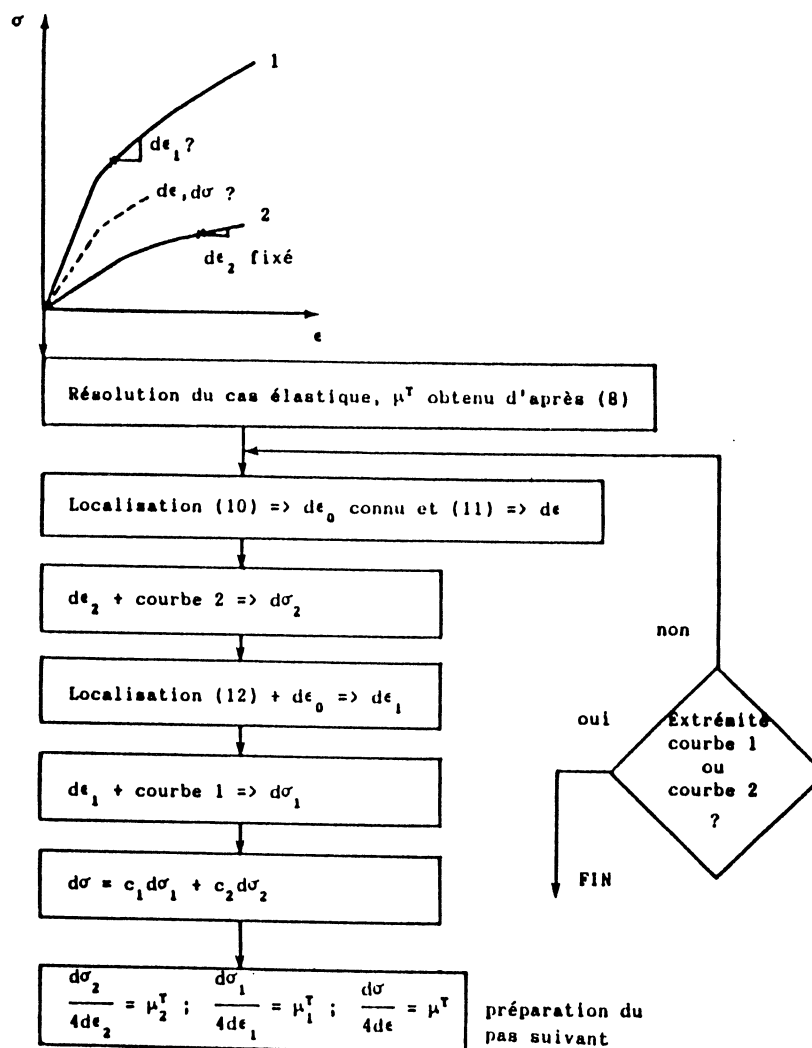 σ
1
dϵ₁ ?
dϵ, dσ ?
2
dϵ₂ fixé
ϵ
Résolution du cas élastique, μᵀ obtenu d'après (8)
Localisation (10) => dϵ₀ connu et (11) => dϵ
dϵ₂ + courbe 2 => dσ₂
non
Localisation (12) + dϵ₀ => dϵ₁
oui
Extrémité
courbe 1
ou
courbe 2
?
dϵ₁ + courbe 1 => dσ₁
FIN
dσ = c₁dσ₁ + c₂dσ₂
dσ₂/4dϵ₂ = μ₂ᵀ ; dσ₁/4dϵ₁ = μ₁ᵀ ; dσ/4dϵ = μᵀ
préparation du
pas suivant